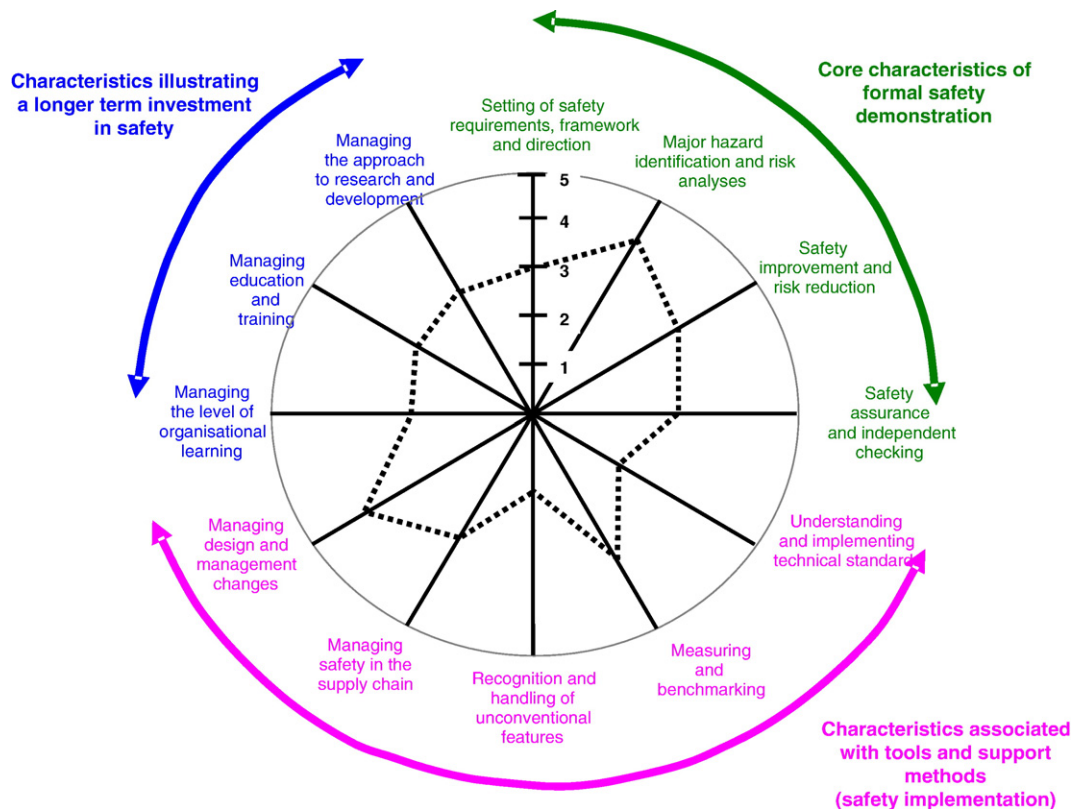 Characteristics illustrating
a longer term investment
in safety
Core characteristics of
formal safety
demonstration
Setting of safety
requirements, framework
and direction
Major hazard
identification and risk
analyses
Safety
improvement and
risk reduction
Safety
assurance
and independent
checking
Understanding
and implementing
technical standard
Measuring
and
benchmarking
Recognition and
handling of
unconventional
features
Managing
safety in the
supply chain
Managing
design and
management
changes
Managing
the level of
organisational
learning
Managing
education
and
training
Managing
the approach
to research and
development
5
4
3
2
1
Characteristics associated
with tools and support
methods
(safety implementation)